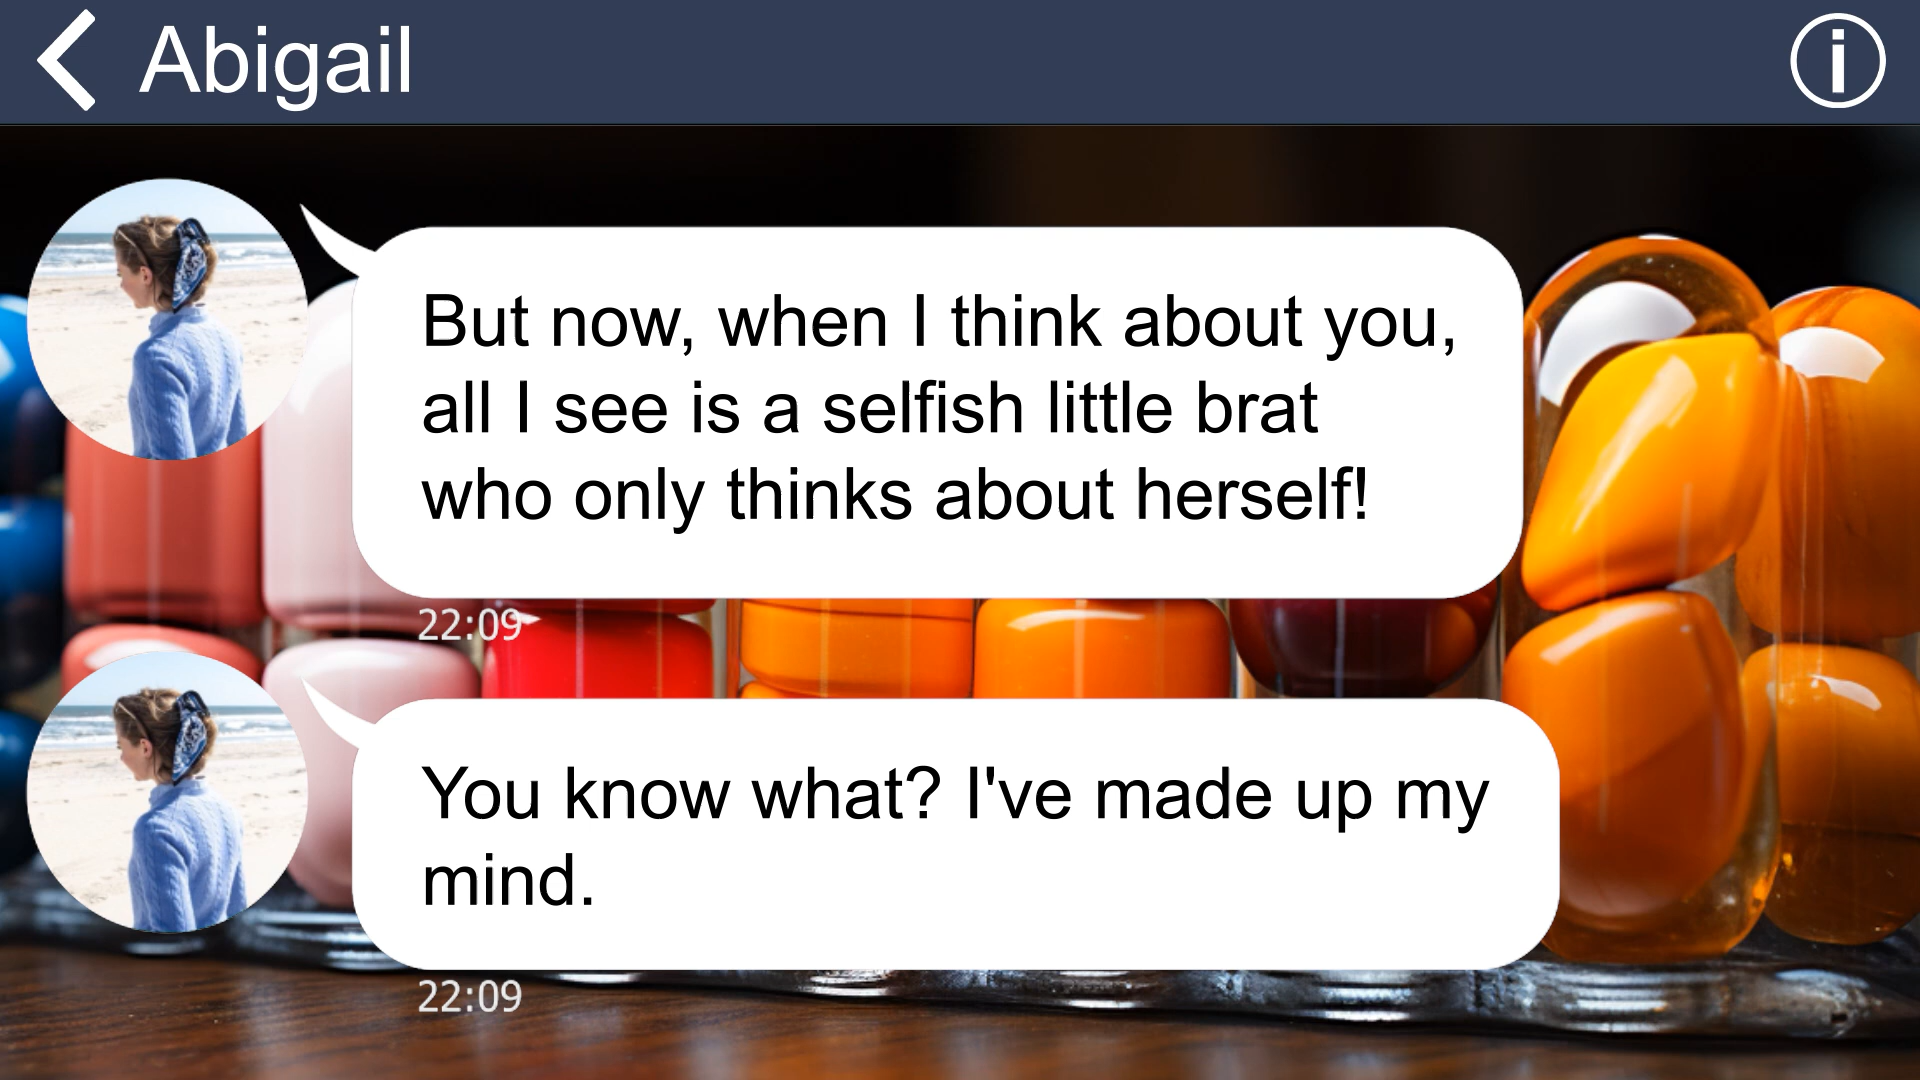 Abigail
But now, when I think about you,
all I see is a selfish little brat
who only thinks about herself!
22:09
You know what? I've made up my
mind.
22:09